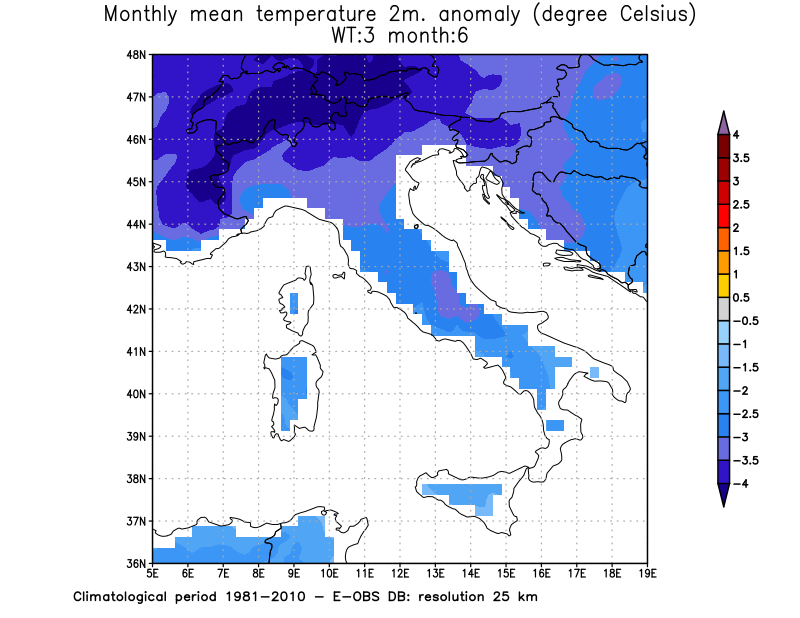 Monthly mean temperature 2m. anomaly (degree Celsius)
WT:3 month:6
48N
47N
46N
45N
44N
43N
42N
41N
40N
39N
38N
37N
36N
5E 6E 7E 8E 9E 10E 11E 12E 13E 14E 15E 16E 17E 18E 19E
4
3.5
3
2.5
2
1.5
1
0.5
−0.5
−1
−1.5
−2
−2.5
−3
−3.5
−4
Climatological period 1981−2010 − E−OBS DB: resolution 25 km